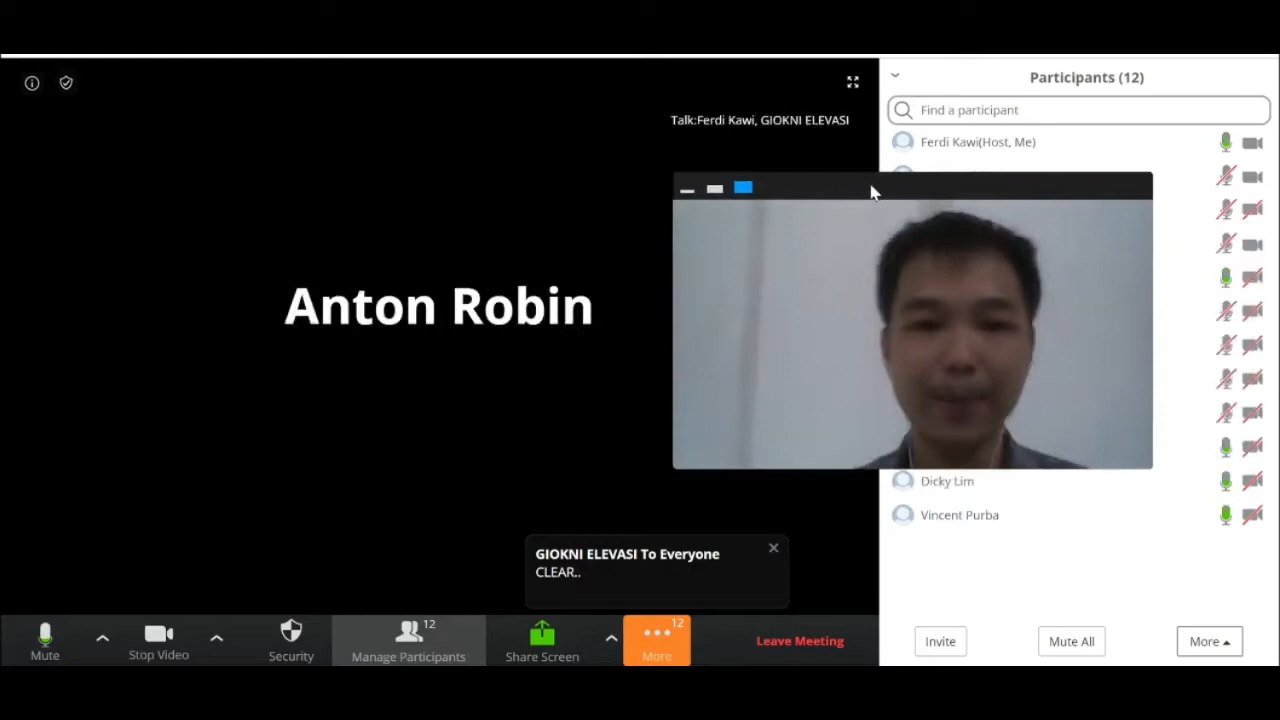 Participants (12)
Find a participant
Talk:Ferdi Kawi, GIOKNI ELEVASI
Ferdi Kawi(Host, Me)
Anton Robin
Dicky Lim
Vincent Purba
GIOKNI ELEVASI To Everyone
CLEAR..
Mute
Stop Video
Security
12
Manage Participants
Share Screen
12
More
Leave Meeting
Invite
Mute All
More